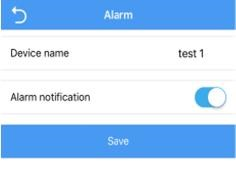 Alarm
Device name test 1
Alarm notification
Save